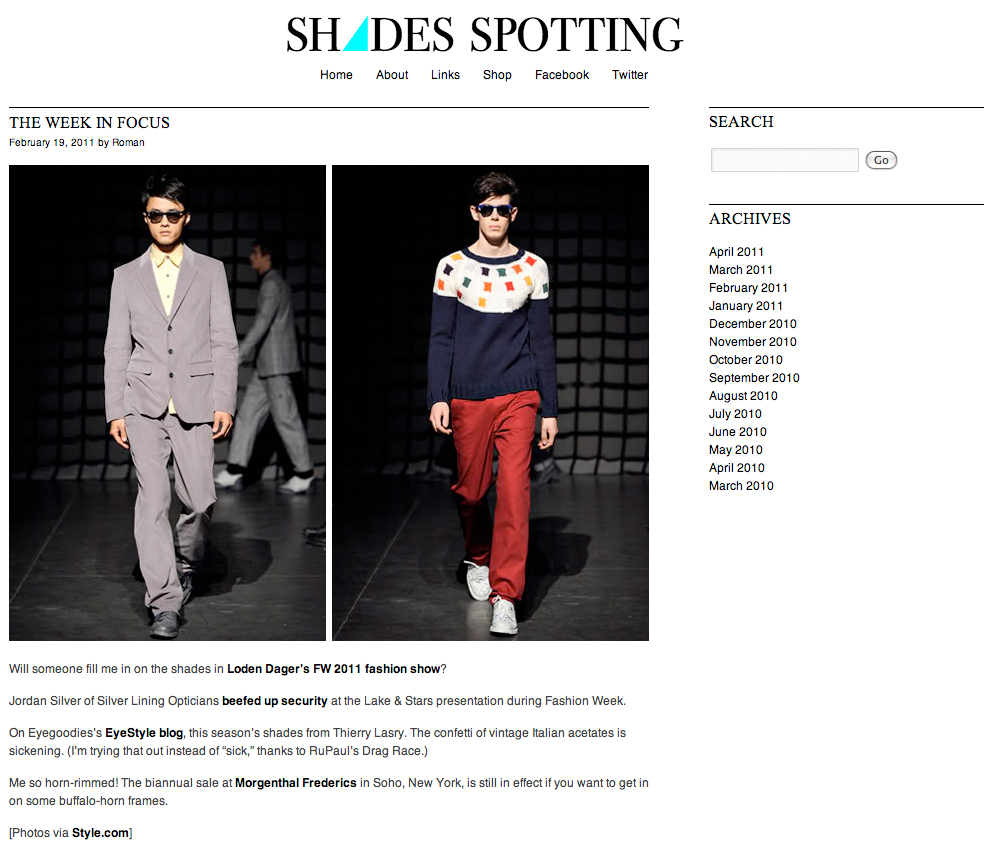 SHADES SPOTTING
Home About Links Shop Facebook Twitter
THE WEEK IN FOCUS
February 19, 2011 by Roman
Will someone fill me in on the shades in Loden Dager's FW 2011 fashion show?
Jordan Silver of Silver Lining Opticians beefed up security at the Lake & Stars presentation during Fashion Week.
On Eyegoodies's EyeStyle blog, this season's shades from Thierry Lasry. The confetti of vintage Italian acetates is
sickening. (I'm trying that out instead of “sick,” thanks to RuPaul's Drag Race.)
Me so horn-rimmed! The biannual sale at Morgenthal Frederics in Soho, New York, is still in effect if you want to get in
on some buffalo-horn frames.
[Photos via Style.com]
SEARCH
Go
ARCHIVES
April 2011
March 2011
February 2011
January 2011
December 2010
November 2010
October 2010
September 2010
August 2010
July 2010
June 2010
May 2010
April 2010
March 2010